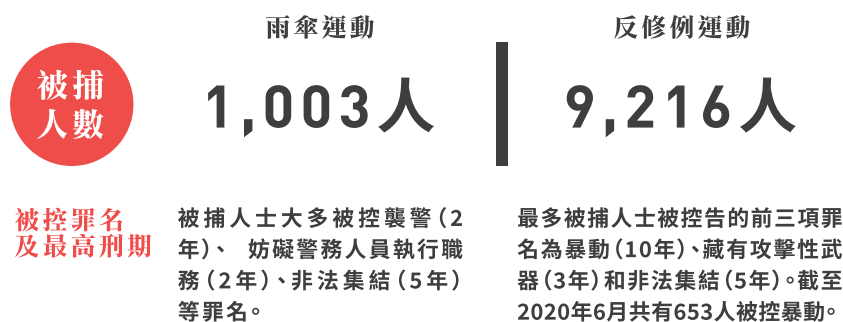 雨傘運動
反修例運動
被捕
人數
1,003人
9,216人
被控罪名
及最高刑期
被捕人士大多被控襲警（2
年）、 妨礙警務人員執行職
務（2年）、非法集結（5年）
等罪名。
最多被捕人士被控告的前三項罪
名為暴動（10年）、藏有攻擊性武
器（3年）和非法集結（5年）。截至
2020年6月共有653人被控暴動。